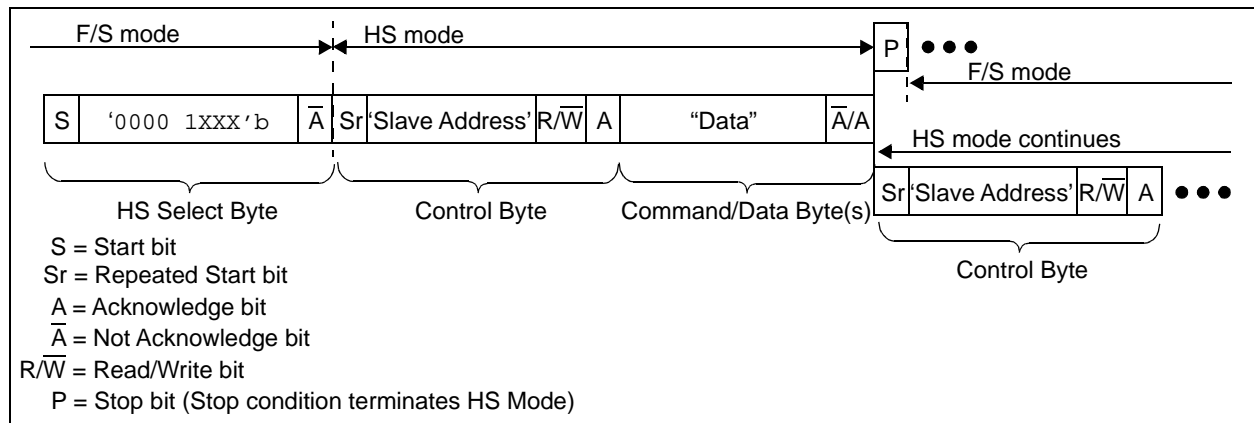 F/S mode HS mode
P
F/S mode
S '0000 1XXX'b A̅ Sr 'Slave Address' R/W̅ A "Data" A̅/A
HS mode continues
Sr 'Slave Address' R/W̅ A
HS Select Byte Control Byte Command/Data Byte(s)
Control Byte
S = Start bit
Sr = Repeated Start bit
A = Acknowledge bit
A̅ = Not Acknowledge bit
R/W̅ = Read/Write bit
P = Stop bit (Stop condition terminates HS Mode)